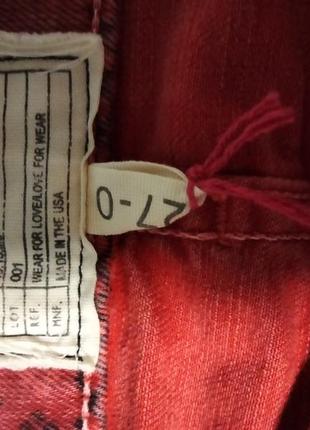 LOT 001
REF. WEAR FOR LOVE/LOVE FOR WEAR
MNF. MADE IN THE USA
27-0